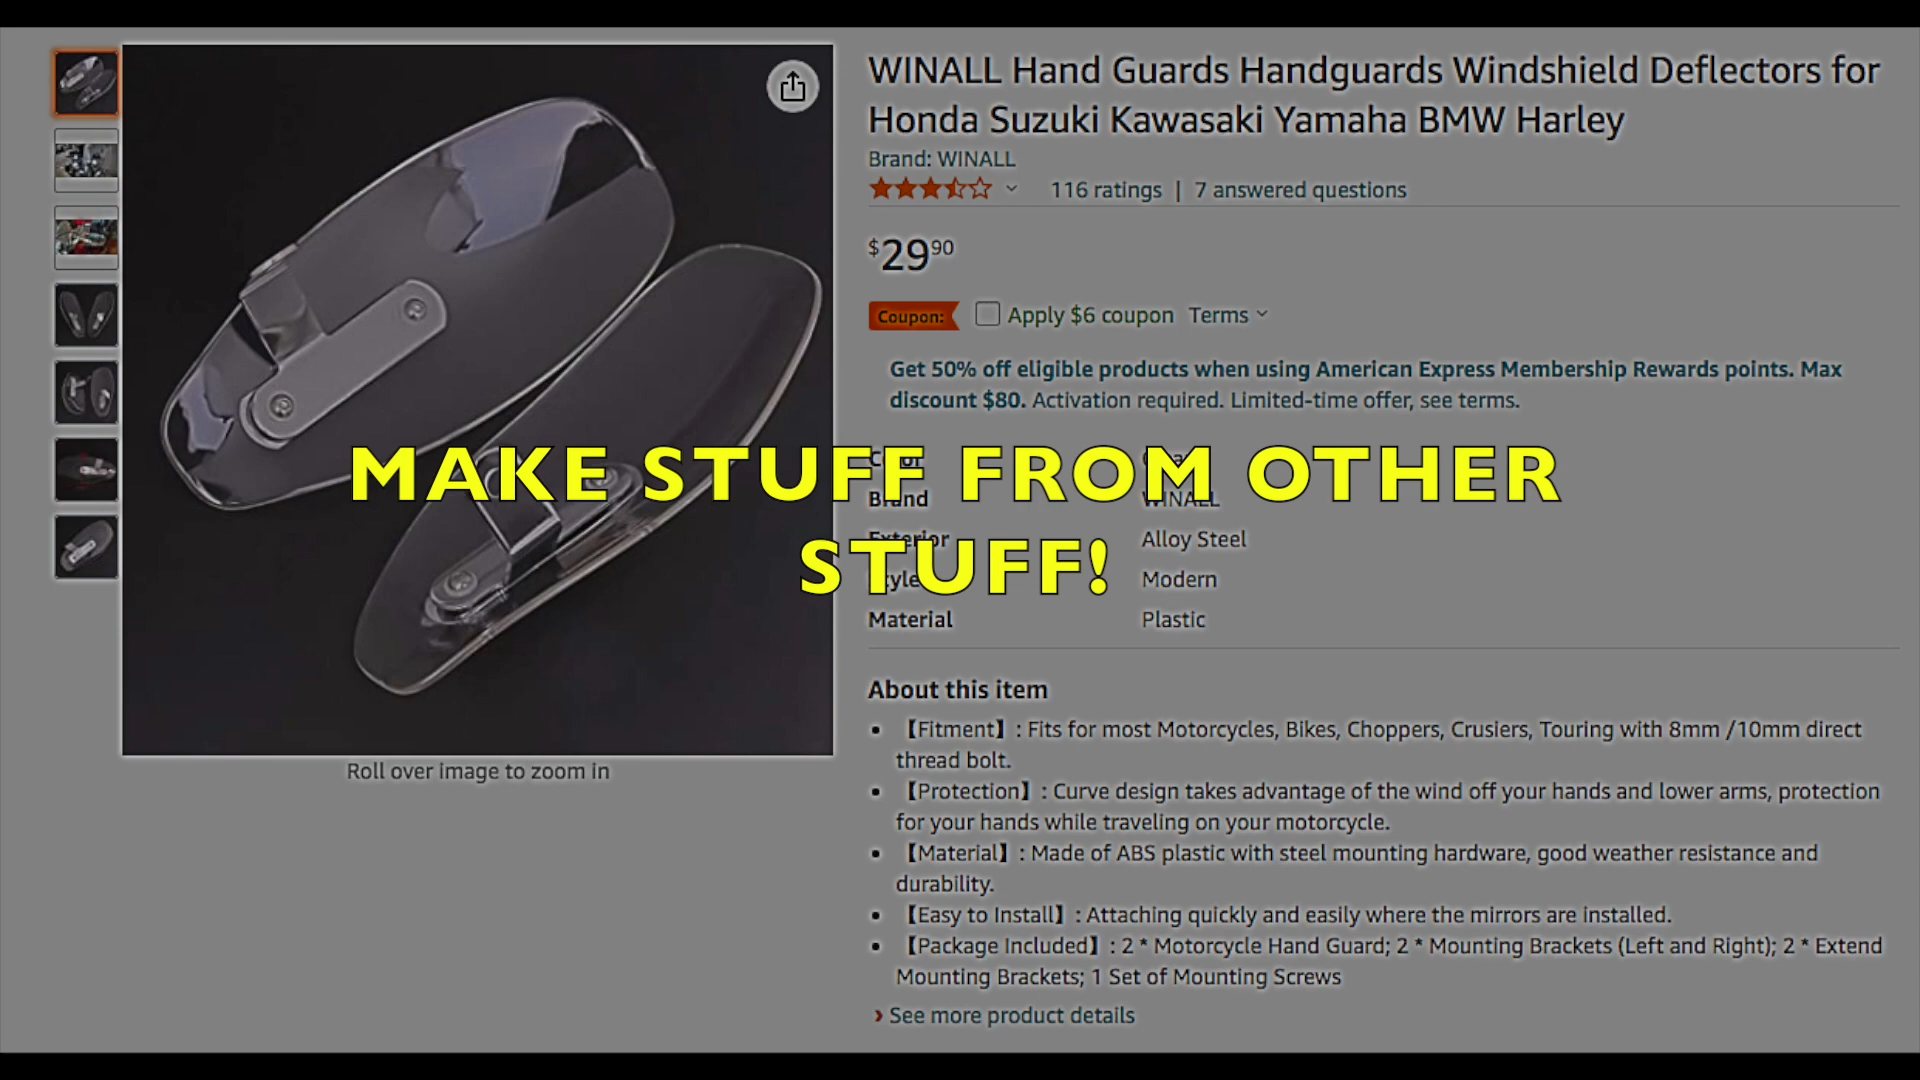 WINALL Hand Guards Handguards Windshield Deflectors for
Honda Suzuki Kawasaki Yamaha BMW Harley
Brand: WINALL
116 ratings | 7 answered questions
$2990
Coupon: Apply $6 coupon Terms
Get 50% off eligible products when using American Express Membership Rewards points. Max
discount $80. Activation required. Limited-time offer, see terms.
MAKE STUFF FROM OTHER
STUFF!
Color
Brand WINALL
Exterior Alloy Steel
Style Modern
Material Plastic
About this item
• 【Fitment】: Fits for most Motorcycles, Bikes, Choppers, Crusiers, Touring with 8mm /10mm direct
thread bolt.
• 【Protection】: Curve design takes advantage of the wind off your hands and lower arms, protection
for your hands while traveling on your motorcycle.
• 【Material】: Made of ABS plastic with steel mounting hardware, good weather resistance and
durability.
• 【Easy to Install】: Attaching quickly and easily where the mirrors are installed.
• 【Package Included】: 2 * Motorcycle Hand Guard; 2 * Mounting Brackets (Left and Right); 2 * Extend
Mounting Brackets; 1 Set of Mounting Screws
› See more product details
Roll over image to zoom in